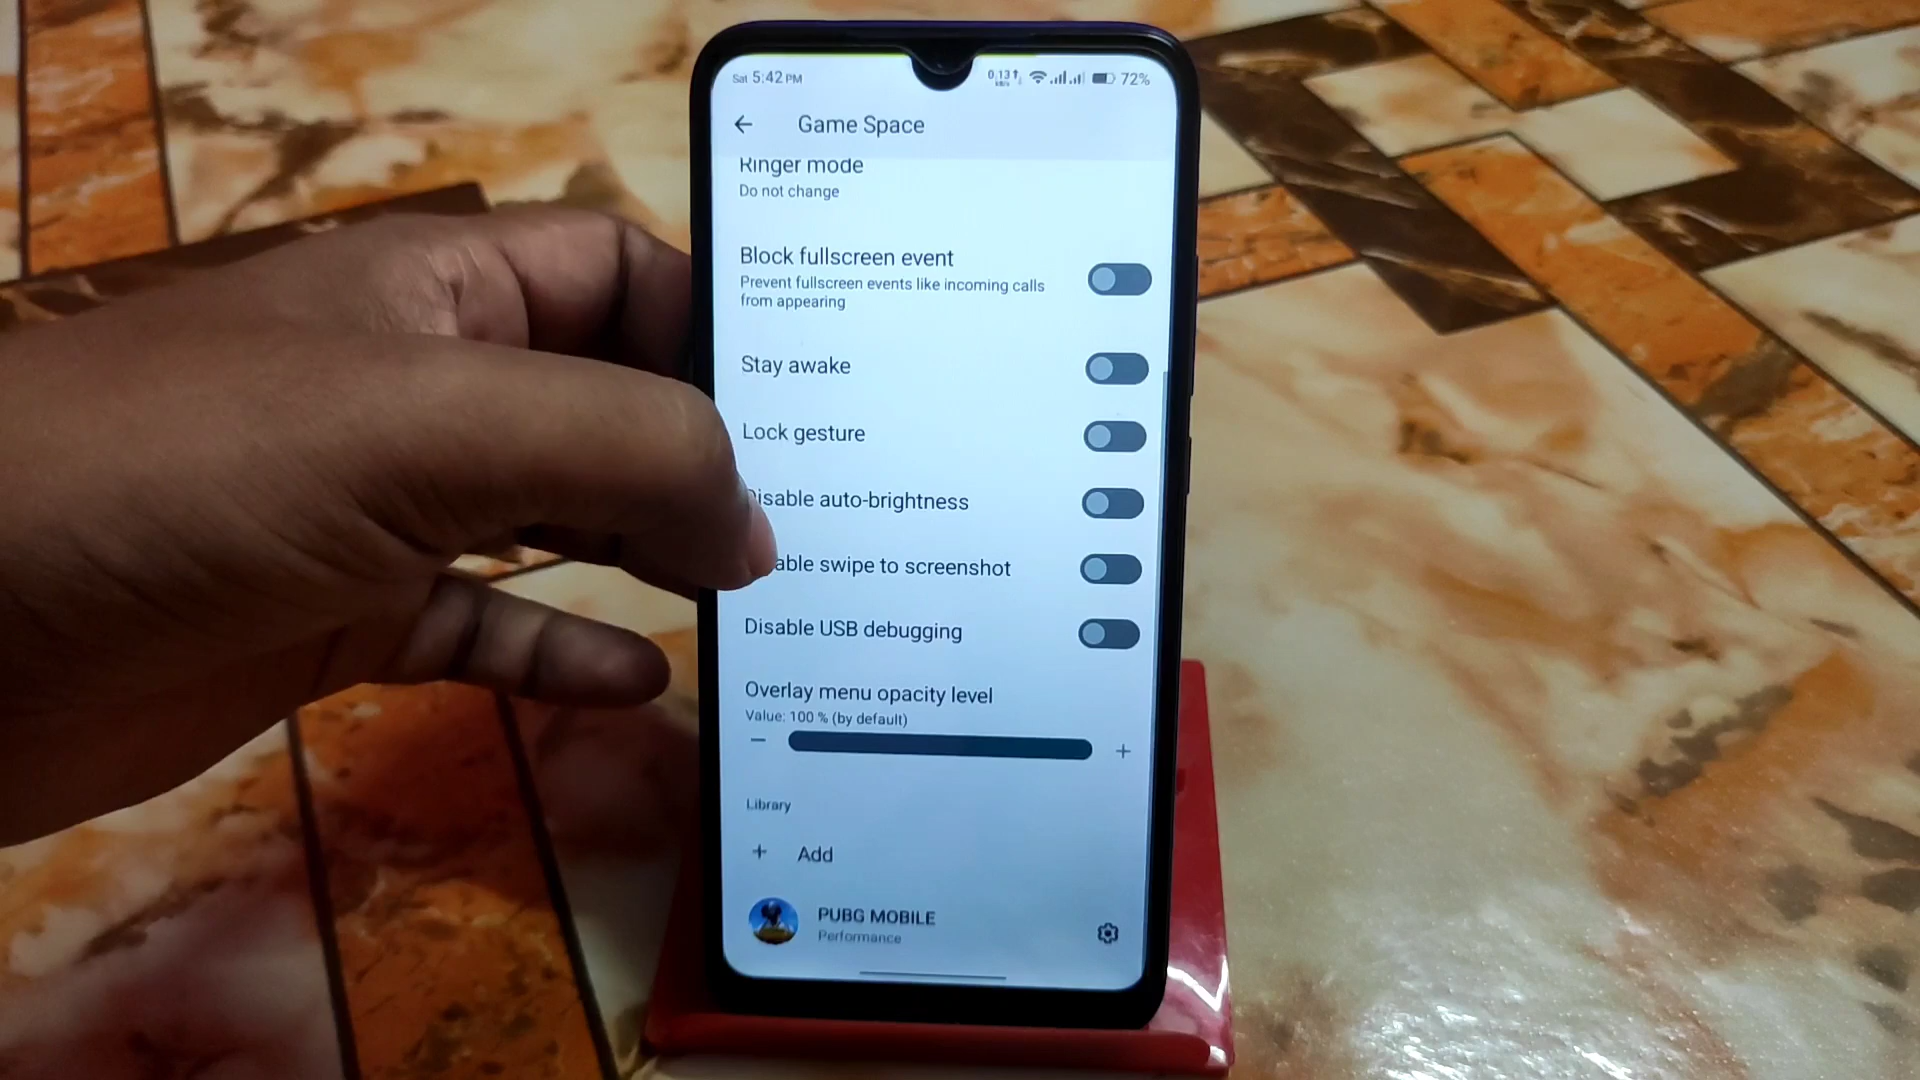 Sat 5:42 PM
72%
Game Space
Ringer mode
Do not change
Block fullscreen event
Prevent fullscreen events like incoming calls
from appearing
Stay awake
Lock gesture
isable auto-brightness
able swipe to screenshot
Disable USB debugging
Overlay menu opacity level
Value: 100 % (by default)
Library
+ Add
PUBG MOBILE
Performance